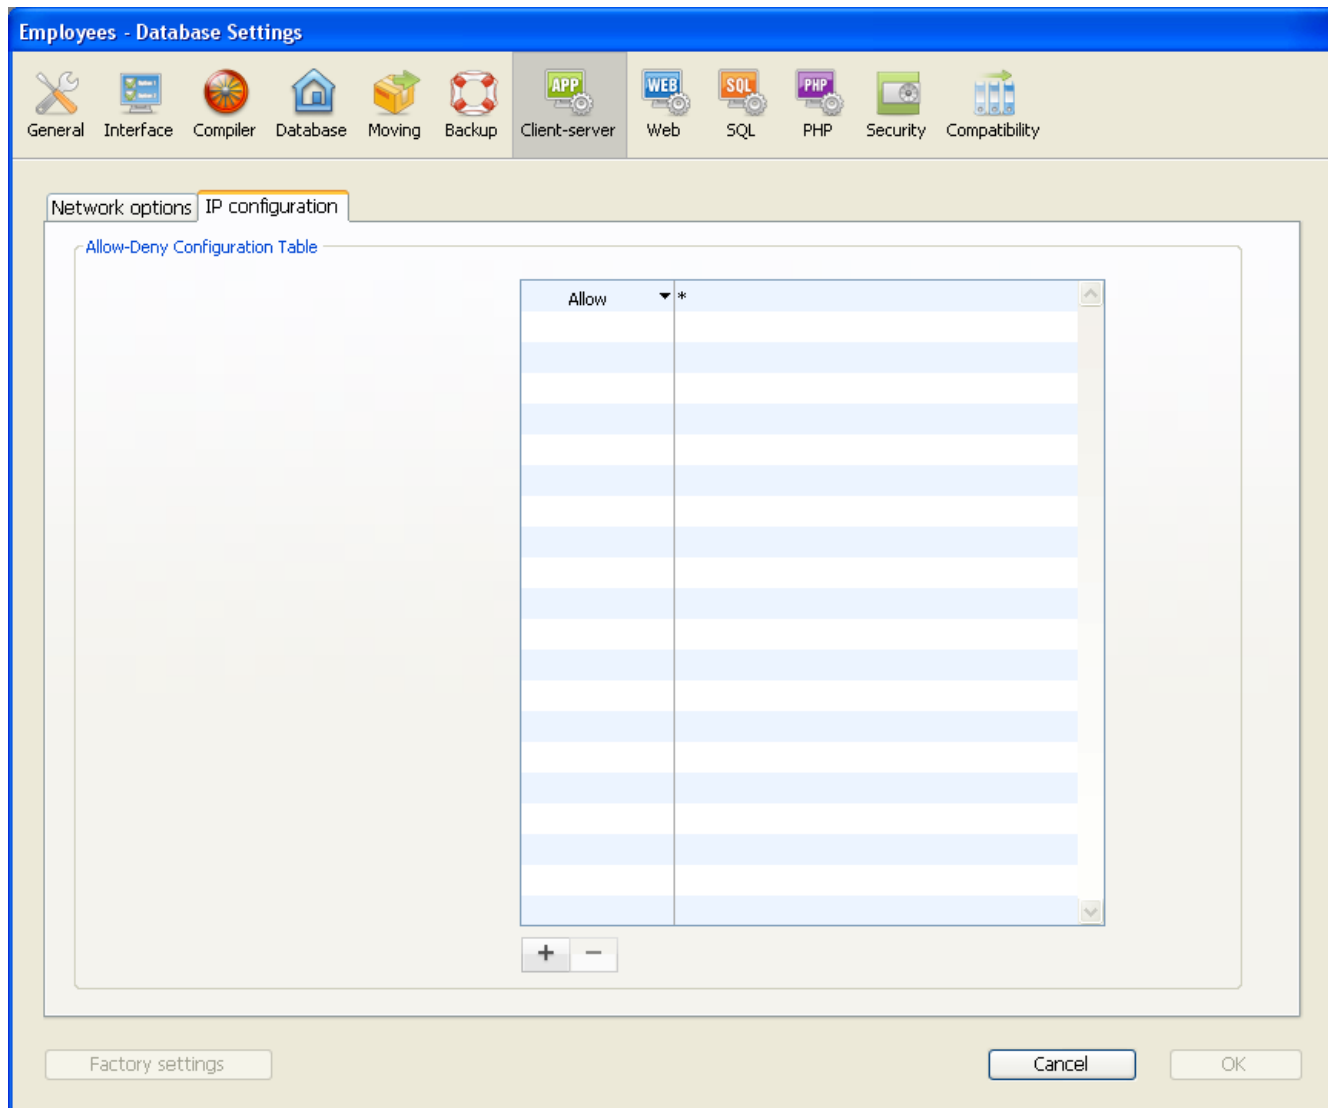 Employees - Database Settings
APP WEB SQL PHP
General Interface Compiler Database Moving Backup Client-server Web SQL PHP Security Compatibility
Network options IP configuration
Allow-Deny Configuration Table
Allow *
+ −
Factory settings Cancel OK